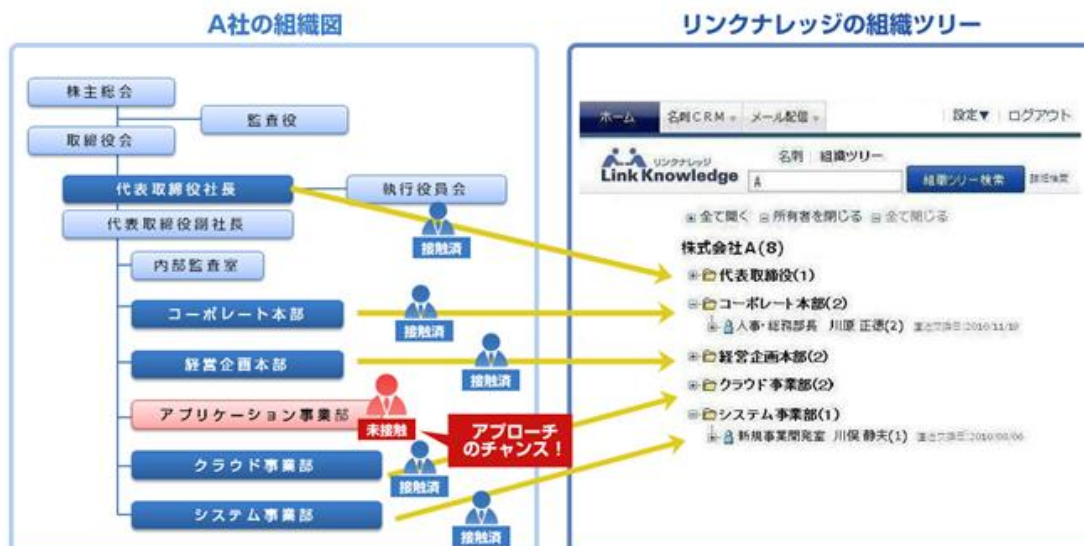 A社の組織図
株主総会
監査役
取締役会
代表取締役社長
執行役員会
代表取締役副社長
接触済
内部監査室
コーポレート本部
接触済
経営企画本部
接触済
アプリケーション事業部
未接触
アプローチ
のチャンス！
クラウド事業部
接触済
システム事業部
接触済
リンクナレッジの組織ツリー
ホーム 名刺CRM メール配信 設定▼ ログアウト
リンクナレッジ
Link Knowledge
名刺 組織ツリー
A 組織ツリー検索 詳細検索
全て開く 所有者を閉じる 全て閉じる
株式会社A(8)
代表取締役(1)
コーポレート本部(2)
人事・総務部長 川原 正徳(2)
経営企画本部(2)
クラウド事業部(2)
システム事業部(1)
新規事業開発室 川俣 静夫(1)